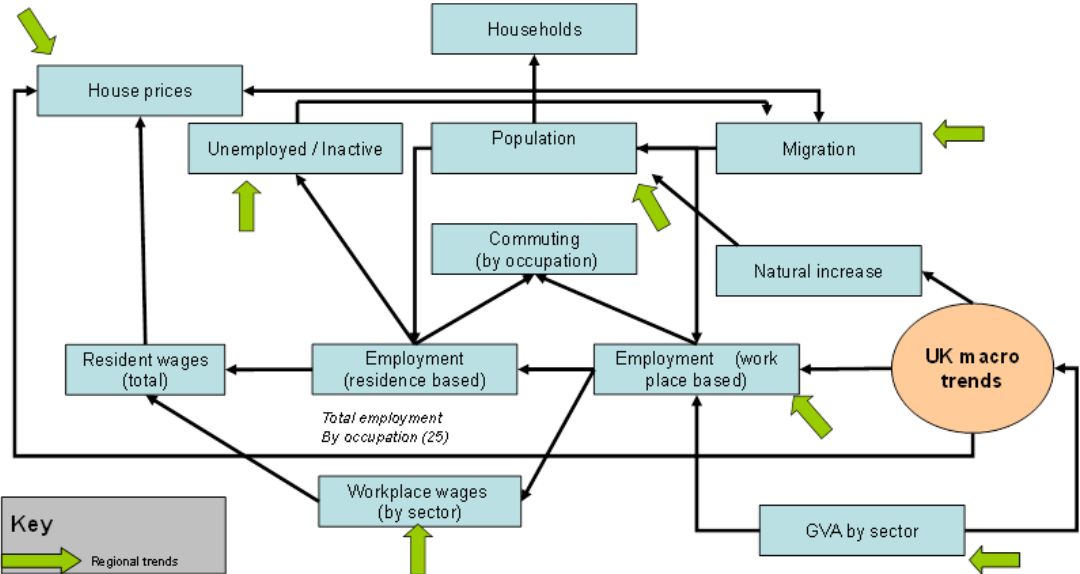 Households
House prices
Unemployed / Inactive
Population
Migration
Commuting
(by occupation)
Natural increase
Resident wages
(total)
Employment
(residence based)
Employment (work
place based)
UK macro
trends
Total employment
By occupation (25)
Workplace wages
(by sector)
GVA by sector
Key
Regional trends